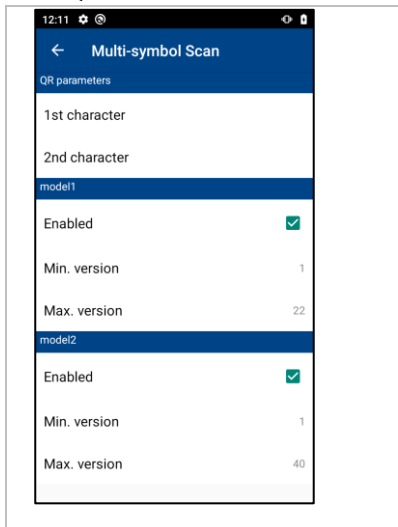 12:11
Multi-symbol Scan
QR parameters
1st character
2nd character
model1
Enabled
Min. version 1
Max. version 22
model2
Enabled
Min. version 1
Max. version 40